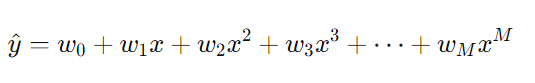 ŷ = w₀ + w₁x + w₂x² + w₃x³ + ⋯ + w_M x^M